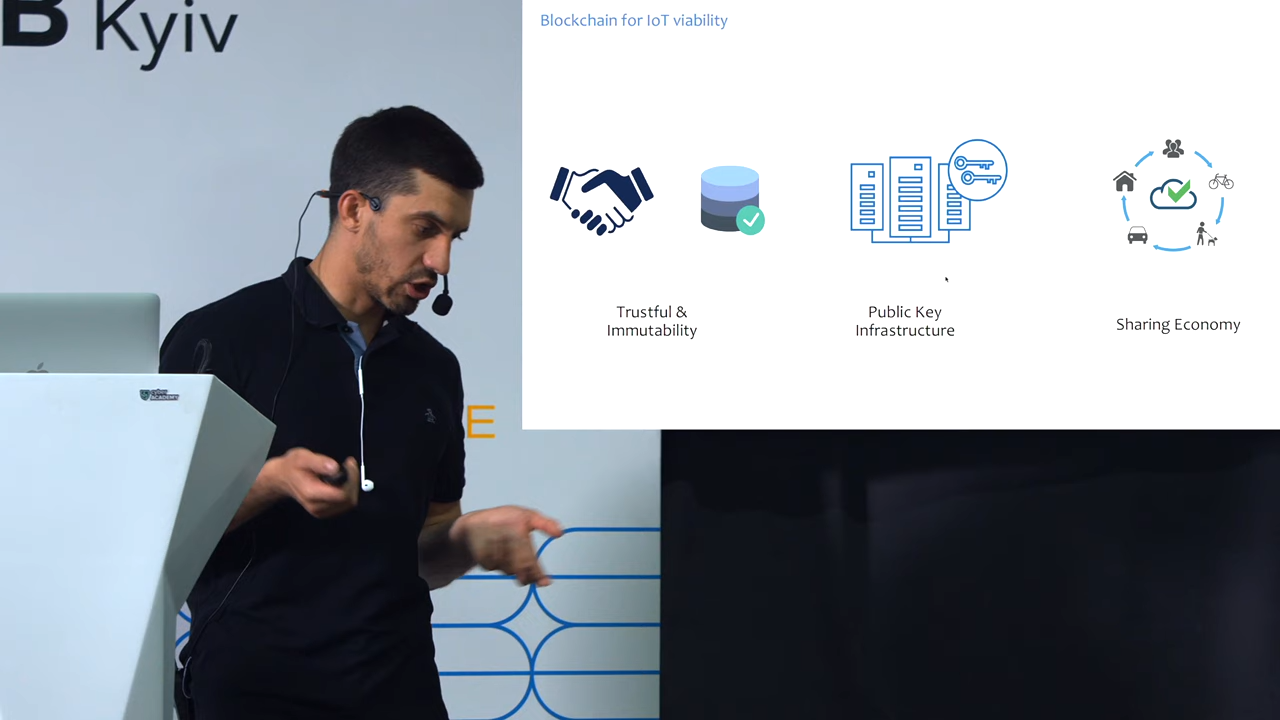 B Kyiv
Blockchain for IoT viability
Trustful &
Immutability
Public Key
Infrastructure
Sharing Economy
E